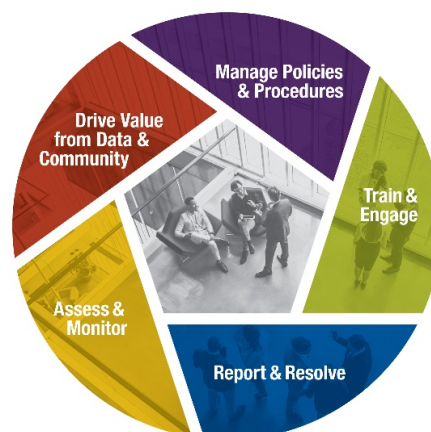 Manage Policies
& Procedures
Train &
Engage
Report & Resolve
Assess &
Monitor
Drive Value
from Data &
Community